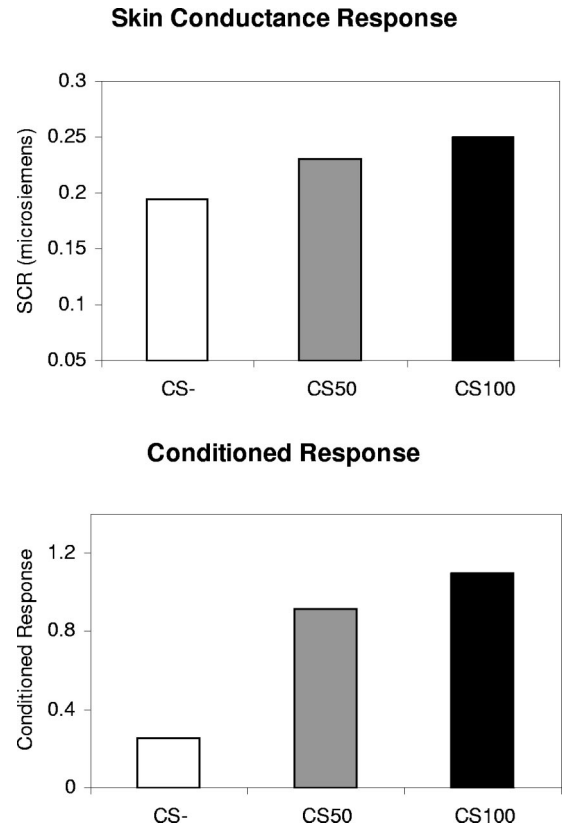 Skin Conductance Response
SCR (microsiemens)
0.3
0.25
0.2
0.15
0.1
0.05
CS- CS50 CS100
Conditioned Response
Conditioned Response
1.2
0.8
0.4
0
CS- CS50 CS100